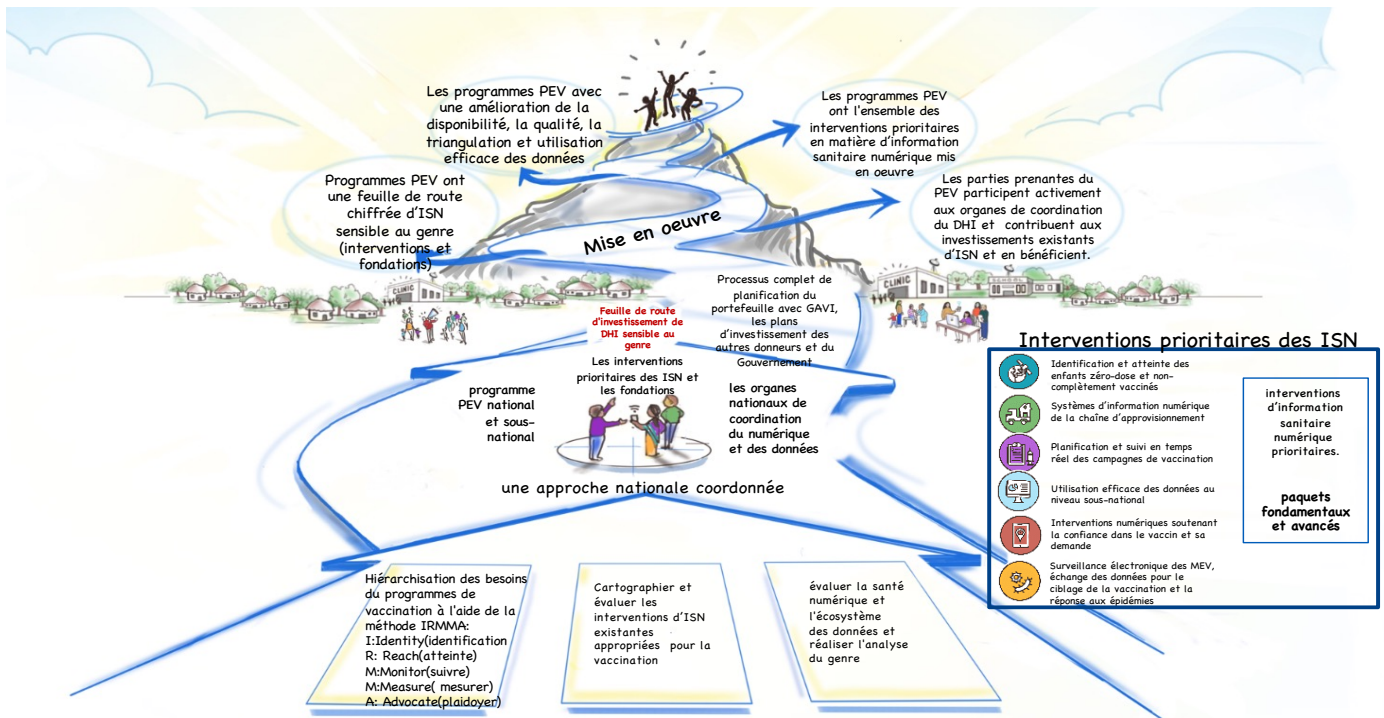 Les programmes PEV avec
une amélioration de la
disponibilité, la qualité, la
triangulation et utilisation
efficace des données
Les programmes PEV
ont l'ensemble des
interventions prioritaires
en matière d'information
sanitaire numérique mis
en oeuvre
Programmes PEV ont
une feuille de route
chiffrée d'ISN
sensible au genre
(interventions et
fondations)
Les parties prenantes du
PEV participent activement
aux organes de coordination
du DHI et contribuent aux
investissements existants
d'ISN et en bénéficient.
Mise en oeuvre
CLINIC
CLINIC
SCHOOL
Feuille de route
d'investissement de
DHI sensible au
genre
Processus complet de
planification du
portefeuille avec GAVI,
les plans
d'investissement des
autres donneurs et du
Gouvernement
Les interventions
prioritaires des ISN et
les fondations
programme
PEV national
et sous-
national
les organes
nationaux de
coordination
du numérique
et des données
une approche nationale coordonnée
Hiérarchisation des besoins
du programmes de
vaccination à l'aide de la
méthode IRMMA:
I:Identity(identification
R: Reach(atteinte)
M:Monitor(suivre)
M:Measure( mesurer)
A: Advocate(plaidoyer)
Cartographier et
évaluer les
interventions d'ISN
existantes
appropriées pour la
vaccination
évaluer la santé
numérique et
l'écosystème
des données et
réaliser l'analyse
du genre
Interventions prioritaires des ISN
Identification et atteinte des
enfants zéro-dose et non-
complètement vaccinés
Systèmes d'information numérique
de la chaîne d'approvisionnement
Planification et suivi en temps
réel des campagnes de vaccination
Utilisation efficace des données au
niveau sous-national
Interventions numériques soutenant
la confiance dans le vaccin et sa
demande
Surveillance électronique des MEV,
échange des données pour le
ciblage de la vaccination et la
réponse aux épidémies
interventions
d'information
sanitaire
numérique
prioritaires.
paquets
fondamentaux
et avancés